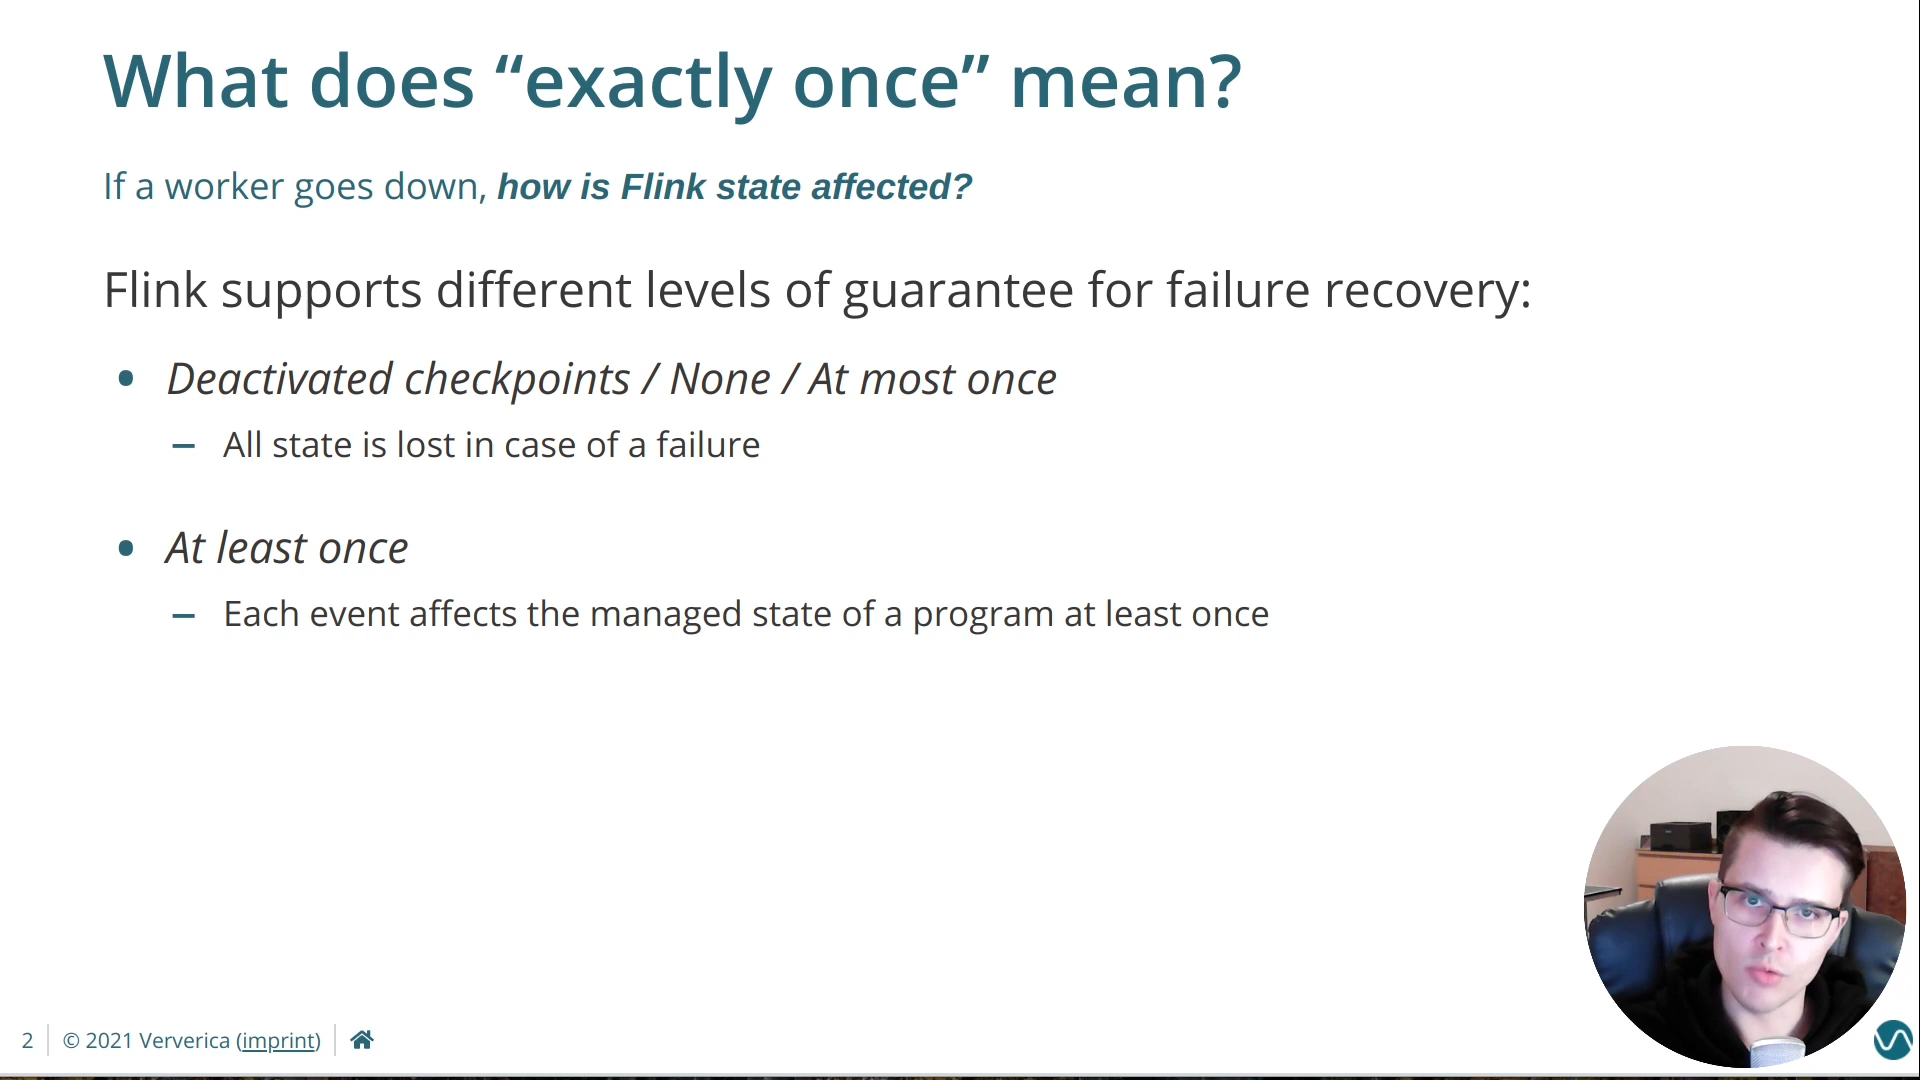 What does “exactly once” mean?
If a worker goes down, how is Flink state affected?
Flink supports different levels of guarantee for failure recovery:
• Deactivated checkpoints / None / At most once
– All state is lost in case of a failure
• At least once
– Each event affects the managed state of a program at least once
2 © 2021 Ververica (imprint)